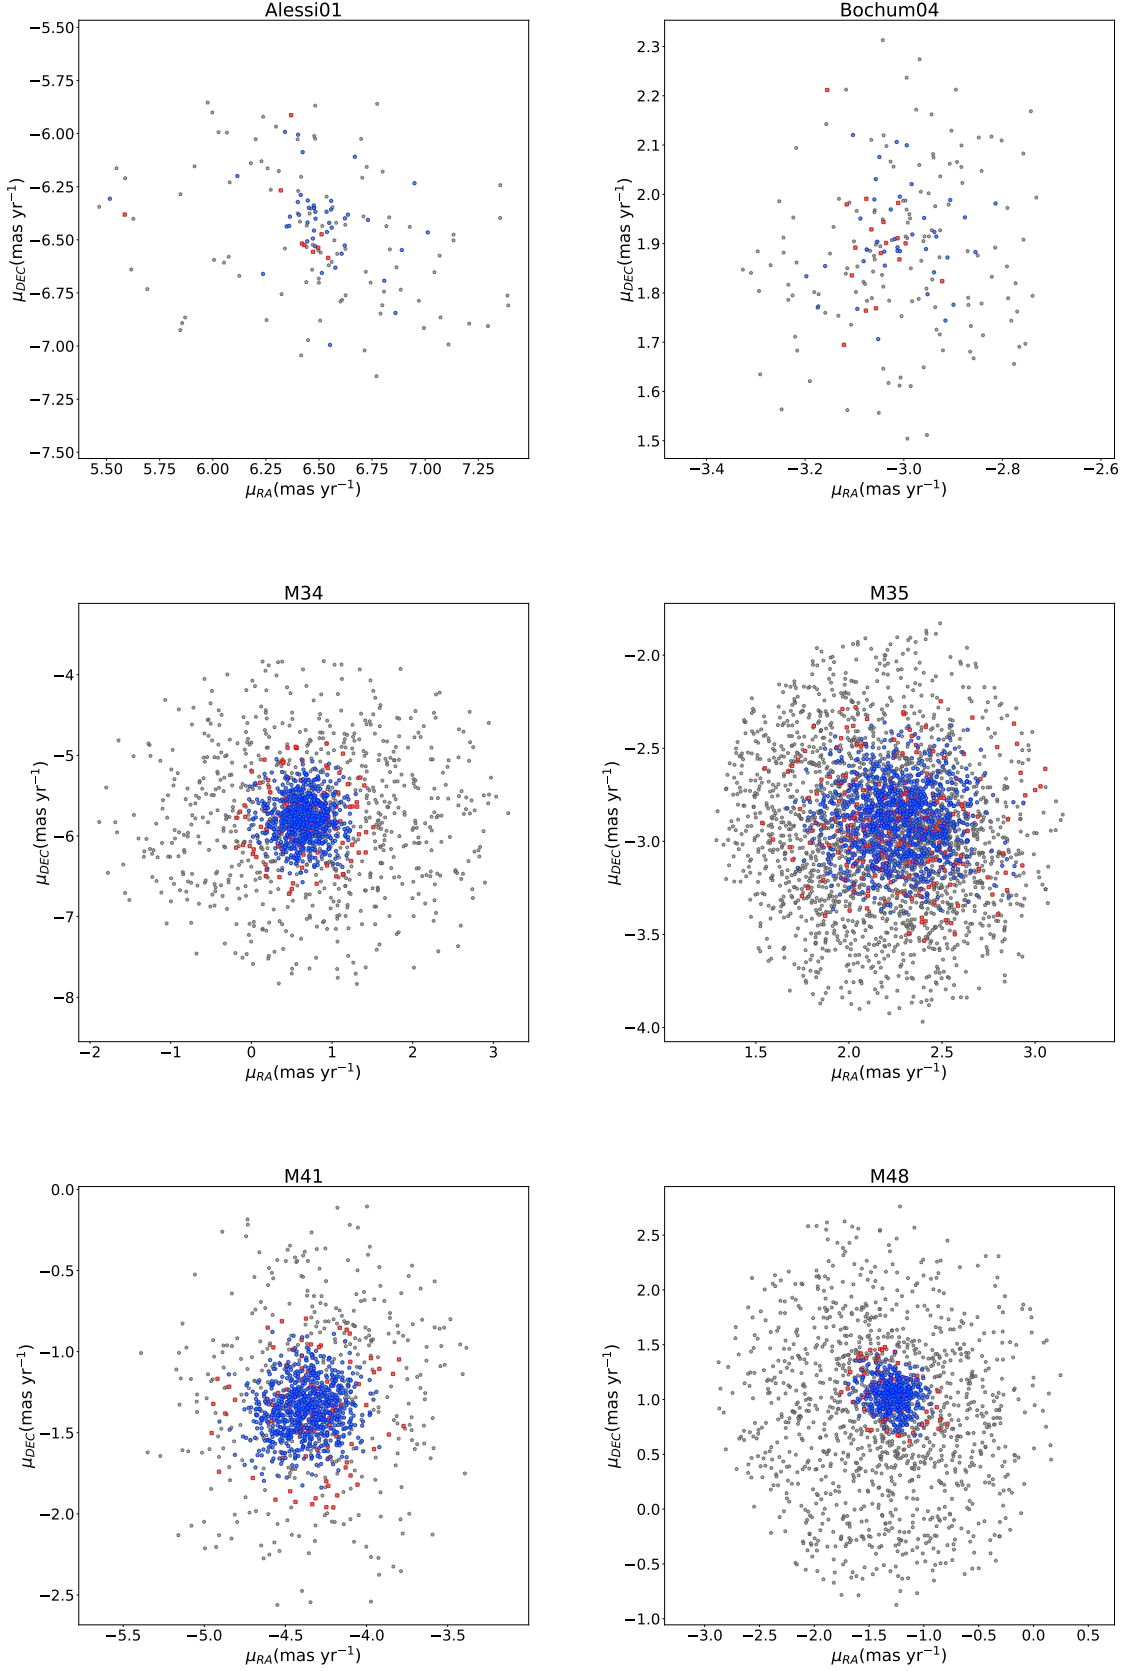 Alessi01
−5.50
−5.75
−6.00
−6.25
−6.50
−6.75
−7.00
−7.25
−7.50
μDEC(mas yr−1)
5.50 5.75 6.00 6.25 6.50 6.75 7.00 7.25
μRA(mas yr−1)
Bochum04
2.3
2.2
2.1
2.0
1.9
1.8
1.7
1.6
1.5
μDEC(mas yr−1)
−3.4 −3.2 −3.0 −2.8 −2.6
μRA(mas yr−1)
M34
−4
−5
−6
−7
−8
μDEC(mas yr−1)
−2 −1 0 1 2 3
μRA(mas yr−1)
M35
−2.0
−2.5
−3.0
−3.5
−4.0
μDEC(mas yr−1)
1.5 2.0 2.5 3.0
μRA(mas yr−1)
M41
0.0
−0.5
−1.0
−1.5
−2.0
−2.5
μDEC(mas yr−1)
−5.5 −5.0 −4.5 −4.0 −3.5
μRA(mas yr−1)
M48
2.5
2.0
1.5
1.0
0.5
0.0
−0.5
−1.0
μDEC(mas yr−1)
−3.0 −2.5 −2.0 −1.5 −1.0 −0.5 0.0 0.5
μRA(mas yr−1)